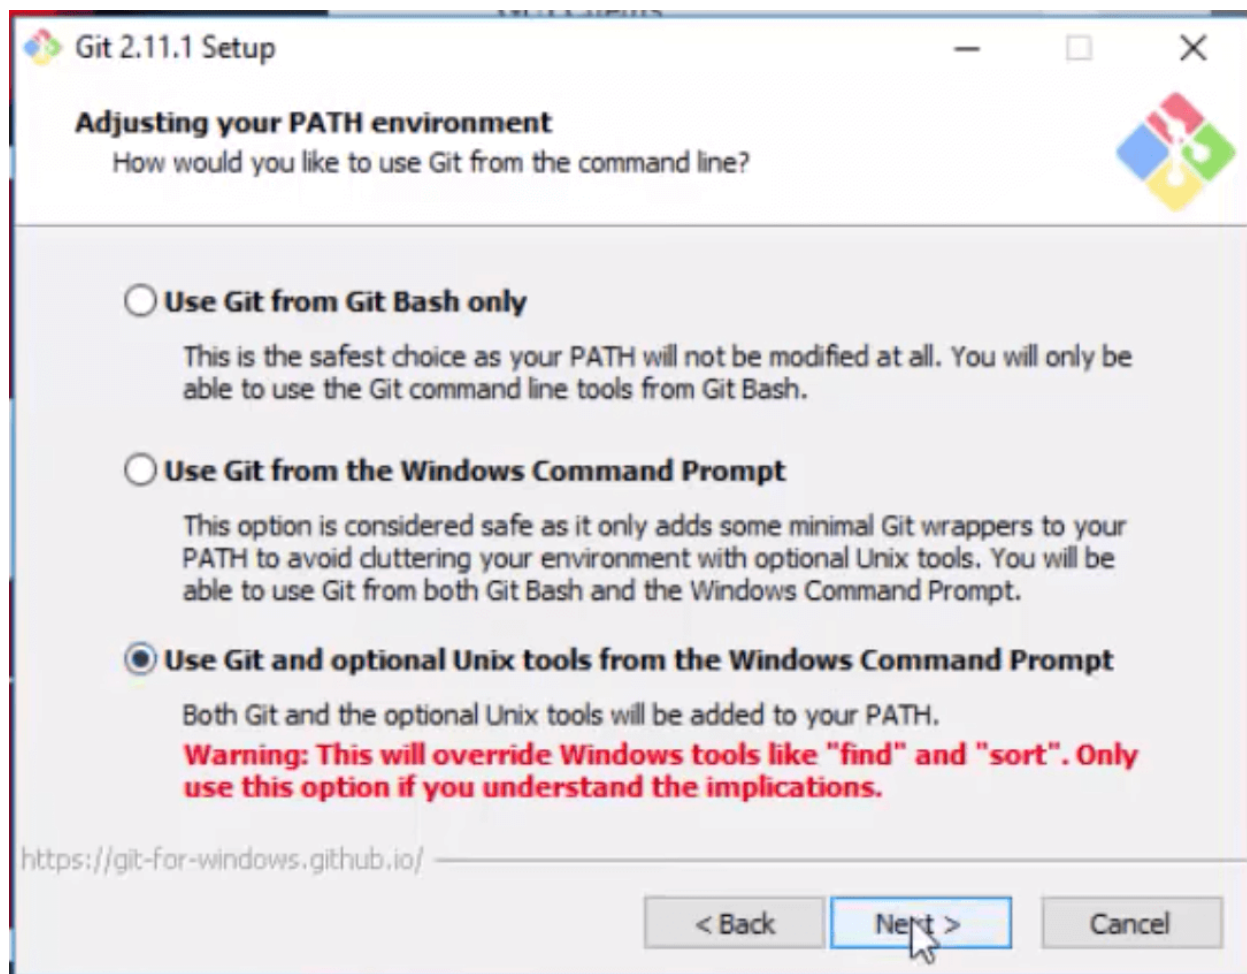 Git 2.11.1 Setup
Adjusting your PATH environment
How would you like to use Git from the command line?
Use Git from Git Bash only
This is the safest choice as your PATH will not be modified at all. You will only be
able to use the Git command line tools from Git Bash.
Use Git from the Windows Command Prompt
This option is considered safe as it only adds some minimal Git wrappers to your
PATH to avoid cluttering your environment with optional Unix tools. You will be
able to use Git from both Git Bash and the Windows Command Prompt.
Use Git and optional Unix tools from the Windows Command Prompt
Both Git and the optional Unix tools will be added to your PATH.
Warning: This will override Windows tools like "find" and "sort". Only
use this option if you understand the implications.
https://git-for-windows.github.io/
< Back Next > Cancel